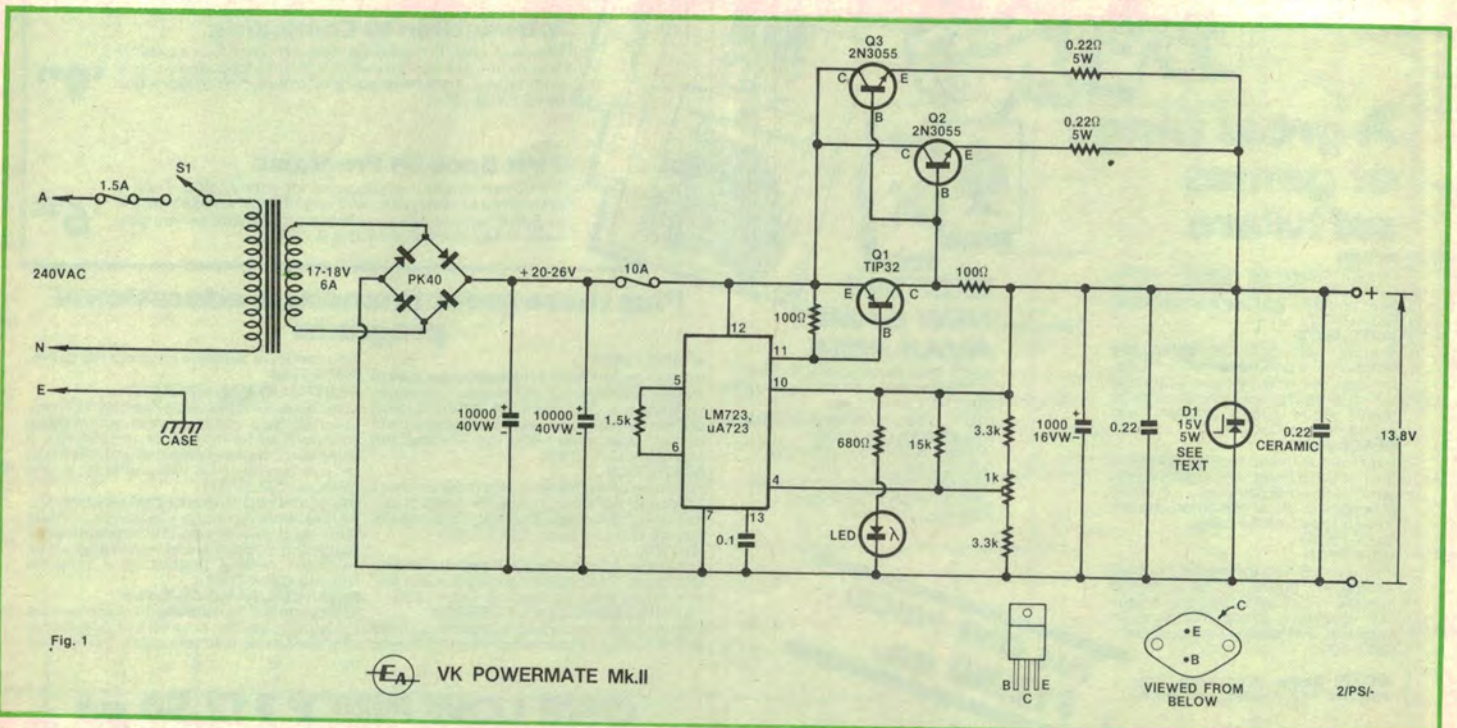 Q3
2N3055
C
E
B
0.22Ω
5W
Q2
2N3055
C
E
B
0.22Ω
5W
A
1.5A
S1
240VAC
N
E
CASE
17-18V
6A
PK40
+ 20-26V
10A
Q1
TIP32
E
C
B
100Ω
100Ω
12
11
10
5
6
4
7
13
LM723,
uA723
1.5k
10000
40VW
+
-
10000
40VW
+
-
0.1
680Ω
15k
3.3k
1k
3.3k
LED
λ
1000
16VW
+
-
0.22
D1
15V
5W
SEE
TEXT
0.22
CERAMIC
+
13.8V
-
Fig. 1
EA VK POWERMATE Mk.II
B
C
E
C
E
B
VIEWED FROM
BELOW
2/PS/-